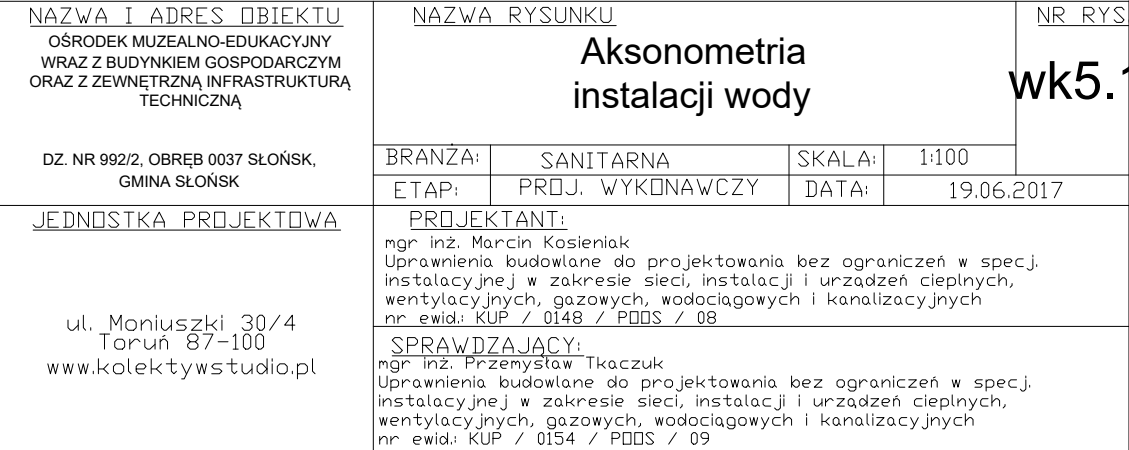 NAZWA I ADRES OBIEKTU
OŚRODEK MUZEALNO-EDUKACYJNY
WRAZ Z BUDYNKIEM GOSPODARCZYM
ORAZ Z ZEWNĘTRZNĄ INFRASTRUKTURĄ
TECHNICZNĄ
DZ. NR 992/2, OBRĘB 0037 SŁOŃSK,
GMINA SŁOŃSK
NAZWA RYSUNKU
Aksonometria
instalacji wody
NR RYS
wk5.1
BRANŻA: SANITARNA SKALA: 1:100
ETAP: PROJ. WYKONAWCZY DATA: 19.06.2017
JEDNOSTKA PROJEKTOWA
ul. Moniuszki 30/4
Toruń 87-100
www.kolektywstudio.pl
PROJEKTANT:
mgr inż. Marcin Kosieniak
Uprawnienia budowlane do projektowania bez ograniczeń w specj.
instalacyjnej w zakresie sieci, instalacji i urządzeń cieplnych,
wentylacyjnych, gazowych, wodociągowych i kanalizacyjnych
nr ewid.: KUP / 0148 / POOS / 08
SPRAWDZAJĄCY:
mgr inż. Przemysław Tkaczuk
Uprawnienia budowlane do projektowania bez ograniczeń w specj.
instalacyjnej w zakresie sieci, instalacji i urządzeń cieplnych,
wentylacyjnych, gazowych, wodociągowych i kanalizacyjnych
nr ewid.: KUP / 0154 / POOS / 09